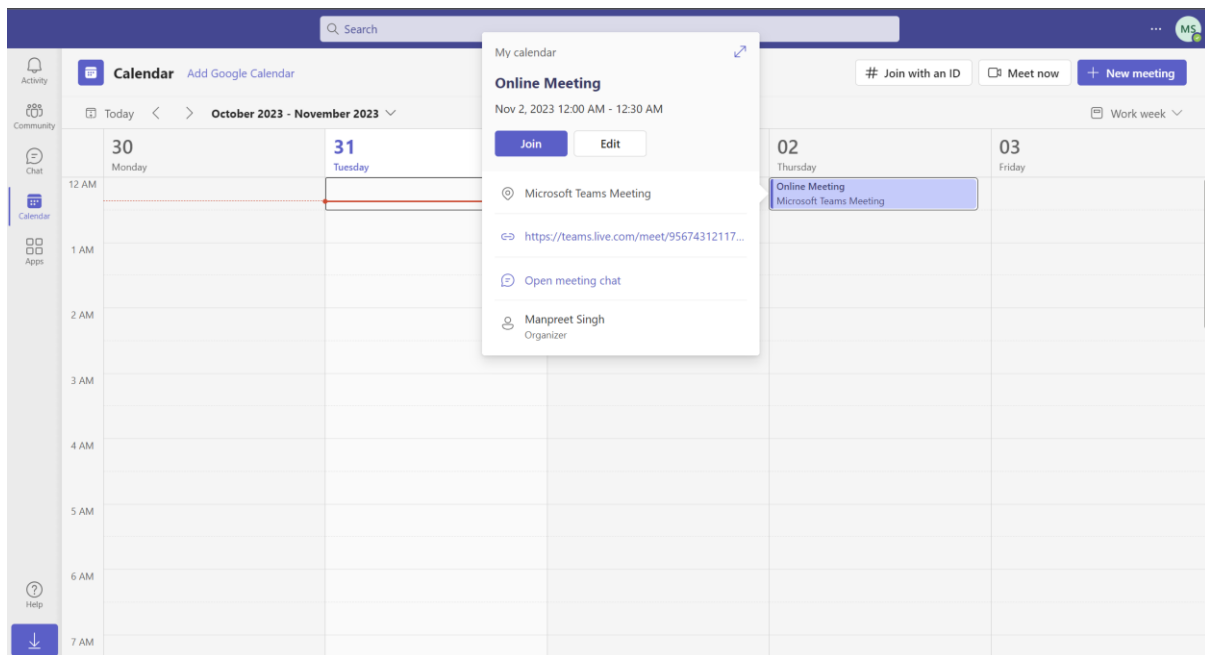 Search
MS
Activity
Community
Chat
Calendar
Apps
Help
Calendar Add Google Calendar
# Join with an ID
Meet now
+ New meeting
Today < > October 2023 - November 2023
Work week
30
Monday
31
Tuesday
02
Thursday
03
Friday
12 AM
1 AM
2 AM
3 AM
4 AM
5 AM
6 AM
7 AM
Online Meeting
Microsoft Teams Meeting
My calendar
Online Meeting
Nov 2, 2023 12:00 AM - 12:30 AM
Join
Edit
Microsoft Teams Meeting
https://teams.live.com/meet/95674312117...
Open meeting chat
Manpreet Singh
Organizer